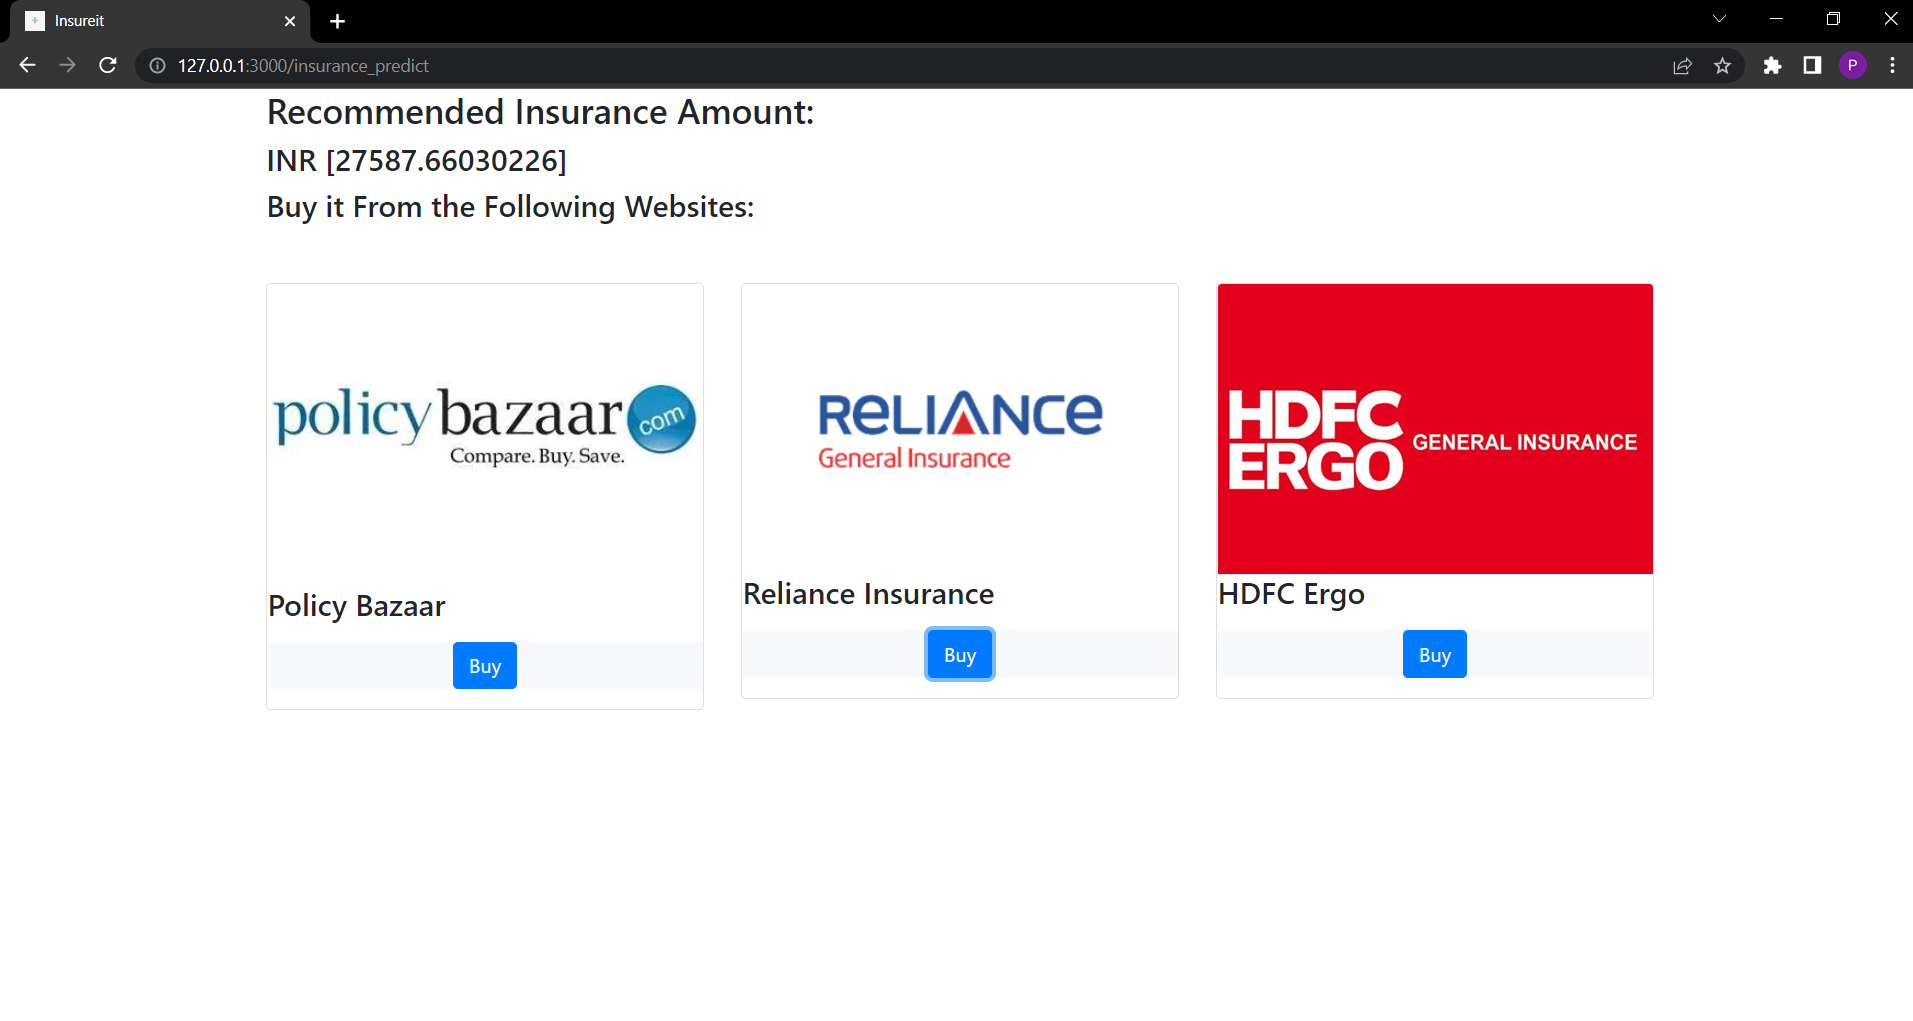 Insureit
127.0.0.1:3000/insurance_predict
P
Recommended Insurance Amount:
INR [27587.66030226]
Buy it From the Following Websites:
policybazaar com
Compare. Buy. Save.
Policy Bazaar
Buy
RELIANCE
General Insurance
Reliance Insurance
Buy
HDFC
ERGO GENERAL INSURANCE
HDFC Ergo
Buy